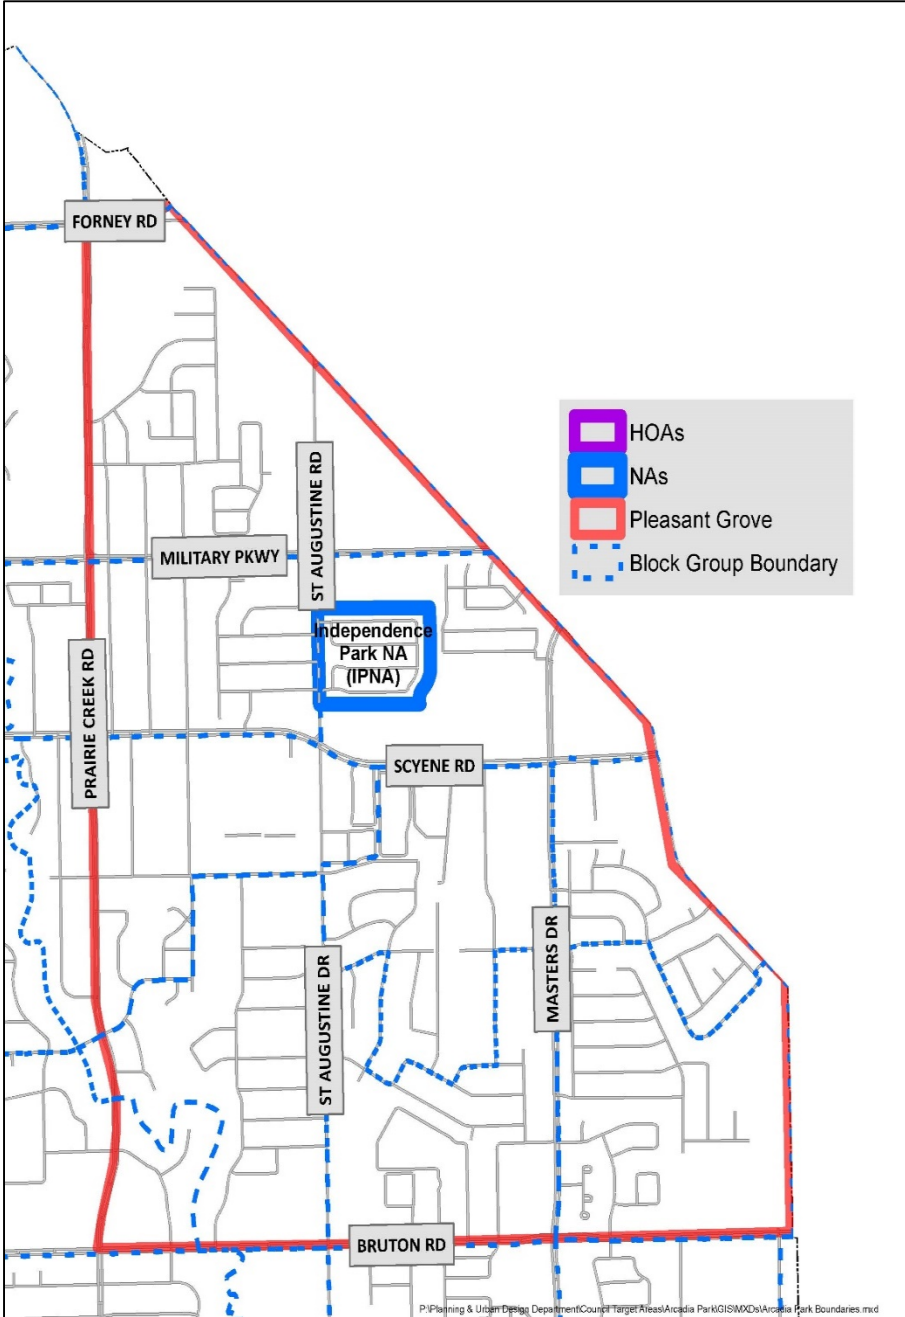 FORNEY RD
HOAs
NAs
Pleasant Grove
Block Group Boundary
ST AUGUSTINE RD
MILITARY PKWY
Independence
Park NA
(IPNA)
PRAIRIE CREEK RD
SCYENE RD
MASTERS DR
ST AUGUSTINE DR
BRUTON RD
P:\Planning & Urban Design Department\Council Target Areas\Arcadia Park\GIS\MXDs\Arcadia Park Boundaries.mxd